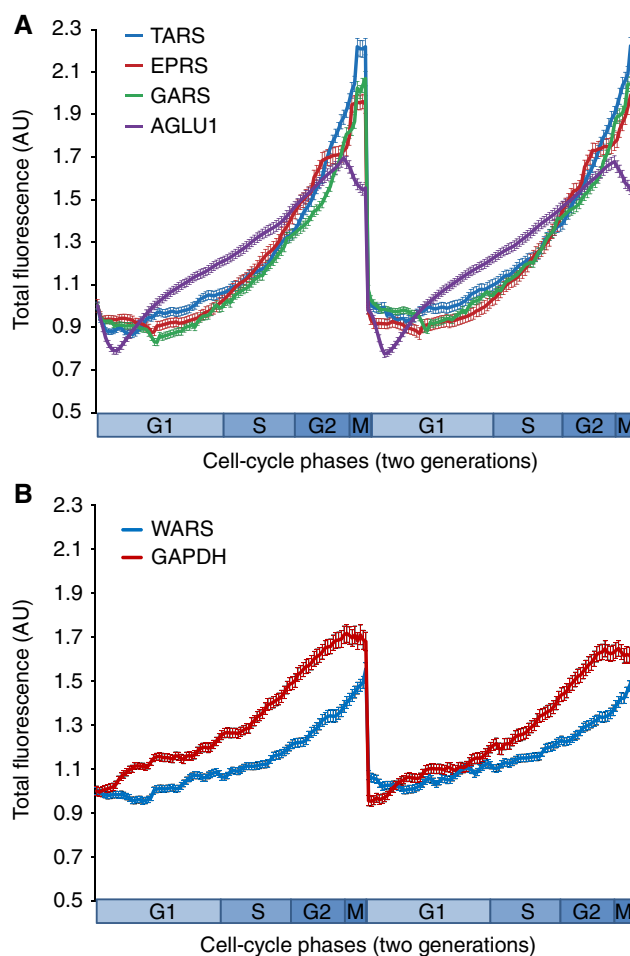 A
Total fluorescence (AU)
2.3
2.1
1.9
1.7
1.5
1.3
1.1
0.9
0.7
0.5
TARS
EPRS
GARS
AGLU1
G1 S G2 M G1 S G2 M
Cell-cycle phases (two generations)
B
Total fluorescence (AU)
2.3
2.1
1.9
1.7
1.5
1.3
1.1
0.9
0.7
0.5
WARS
GAPDH
G1 S G2 M G1 S G2 M
Cell-cycle phases (two generations)